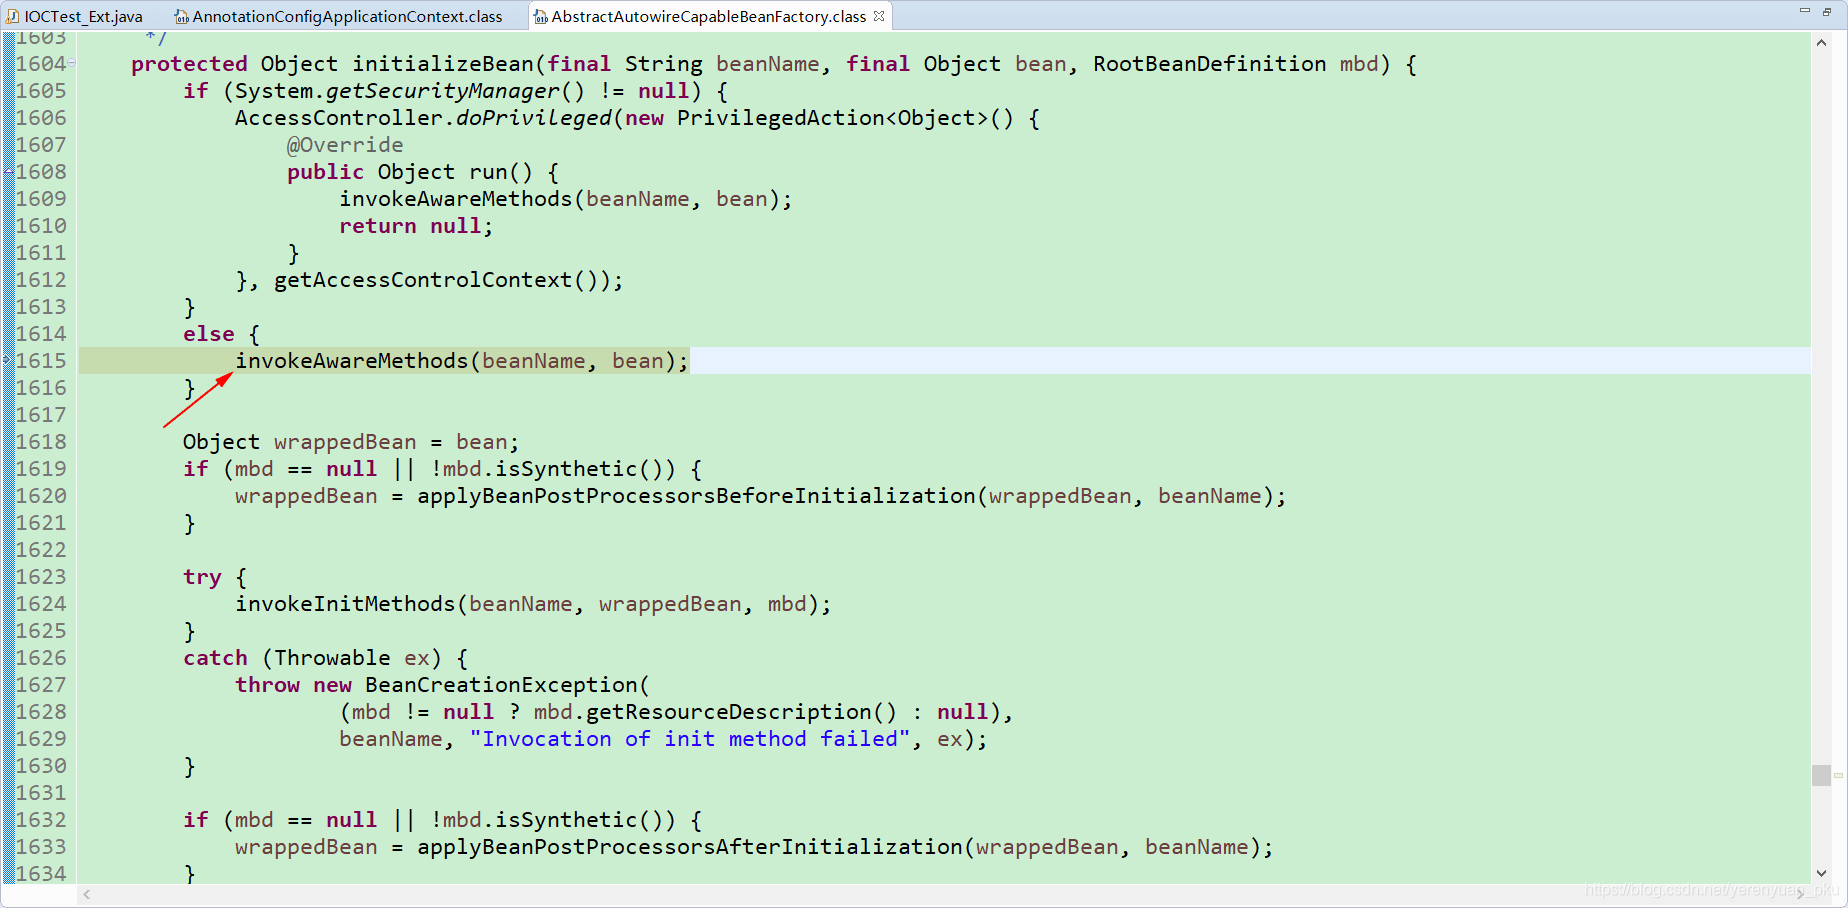 IOCTest_Ext.java AnnotationConfigApplicationContext.class AbstractAutowireCapableBeanFactory.class
1603 */
1604 protected Object initializeBean(final String beanName, final Object bean, RootBeanDefinition mbd) {
1605 if (System.getSecurityManager() != null) {
1606 AccessController.doPrivileged(new PrivilegedAction<Object>() {
1607 @Override
1608 public Object run() {
1609 invokeAwareMethods(beanName, bean);
1610 return null;
1611 }
1612 }, getAccessControlContext());
1613 }
1614 else {
1615 invokeAwareMethods(beanName, bean);
1616 }
1617
1618 Object wrappedBean = bean;
1619 if (mbd == null || !mbd.isSynthetic()) {
1620 wrappedBean = applyBeanPostProcessorsBeforeInitialization(wrappedBean, beanName);
1621 }
1622
1623 try {
1624 invokeInitMethods(beanName, wrappedBean, mbd);
1625 }
1626 catch (Throwable ex) {
1627 throw new BeanCreationException(
1628 (mbd != null ? mbd.getResourceDescription() : null),
1629 beanName, "Invocation of init method failed", ex);
1630 }
1631
1632 if (mbd == null || !mbd.isSynthetic()) {
1633 wrappedBean = applyBeanPostProcessorsAfterInitialization(wrappedBean, beanName);
1634 }
https://blog.csdn.net/yerenyuan_pku